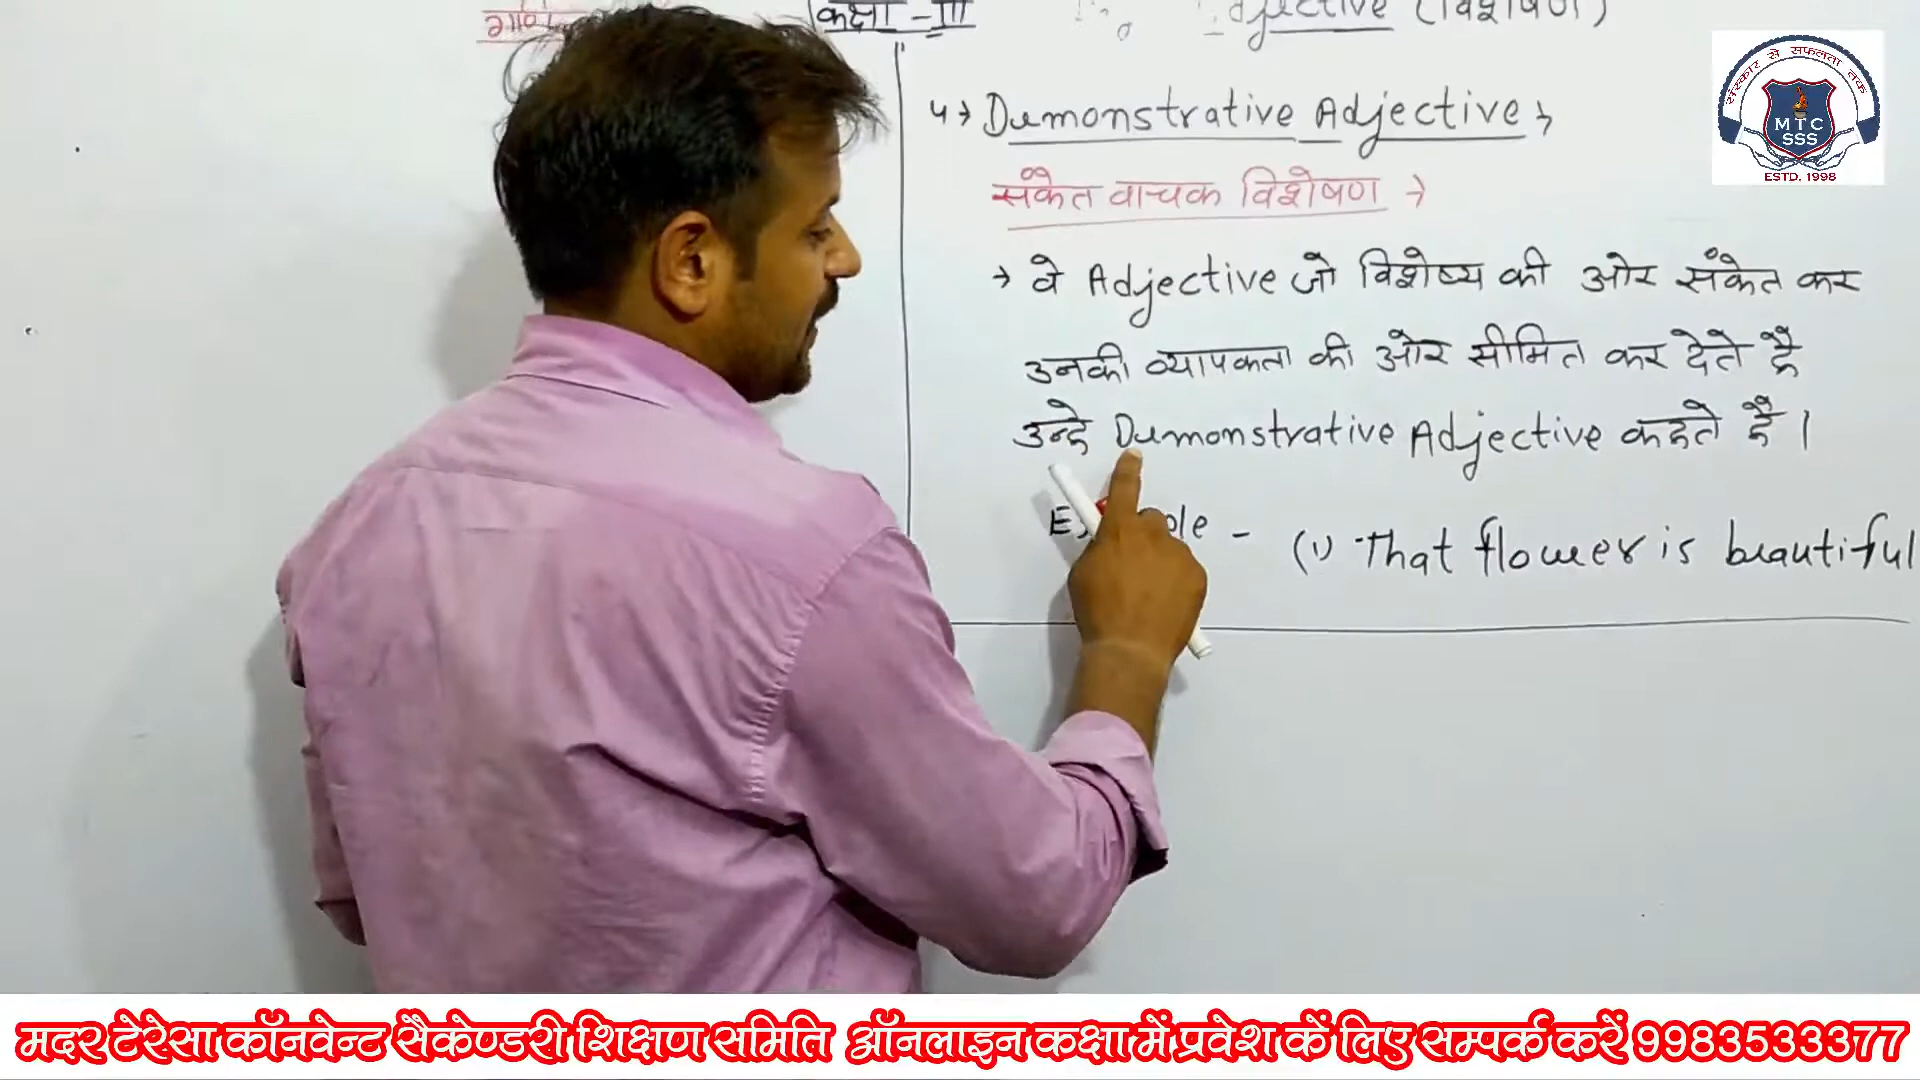 कक्षा - III
Adjective (विशेषण)
4→ Demonstrative Adjective→
संकेत वाचक विशेषण →
→ वे Adjective जो विशेष्य की ओर संकेत कर
उनकी व्यापकता की ओर सीमित कर देते है
उन्हे Demonstrative Adjective कहते है।
- (1) That flower is beautiful
संस्कार से सफलता तक
MTC
SSS
ESTD. 1998
मदर टेरेसा कॉनवेन्ट सैकेण्डरी शिक्षण समिति ऑनलाइन कक्षा में प्रवेश कें लिए सम्पर्क करें 9983533377